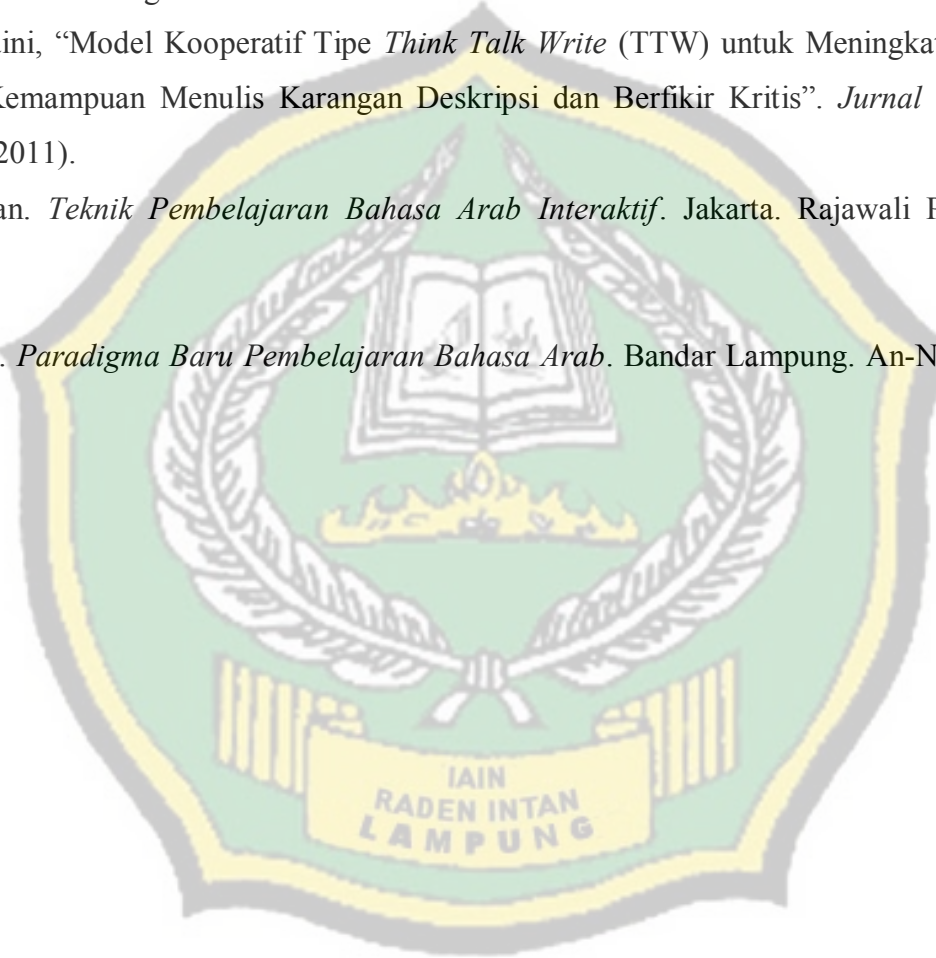 ini, “Model Kooperatif Tipe Think Talk Write (TTW) untuk Meningkat
Kemampuan Menulis Karangan Deskripsi dan Berfikir Kritis”. Jurnal
2011).
an. Teknik Pembelajaran Bahasa Arab Interaktif. Jakarta. Rajawali
. Paradigma Baru Pembelajaran Bahasa Arab. Bandar Lampung. An-N
IAIN
RADEN INTAN
LAMPUNG